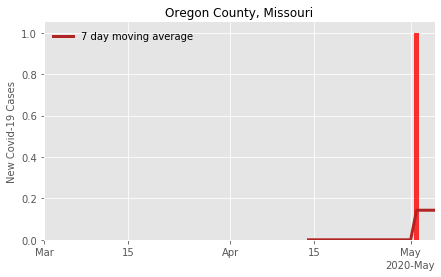 Oregon County, Missouri
7 day moving average
New Covid-19 Cases
1.0
0.8
0.6
0.4
0.2
0.0
Mar
15
Apr
15
May
2020-May